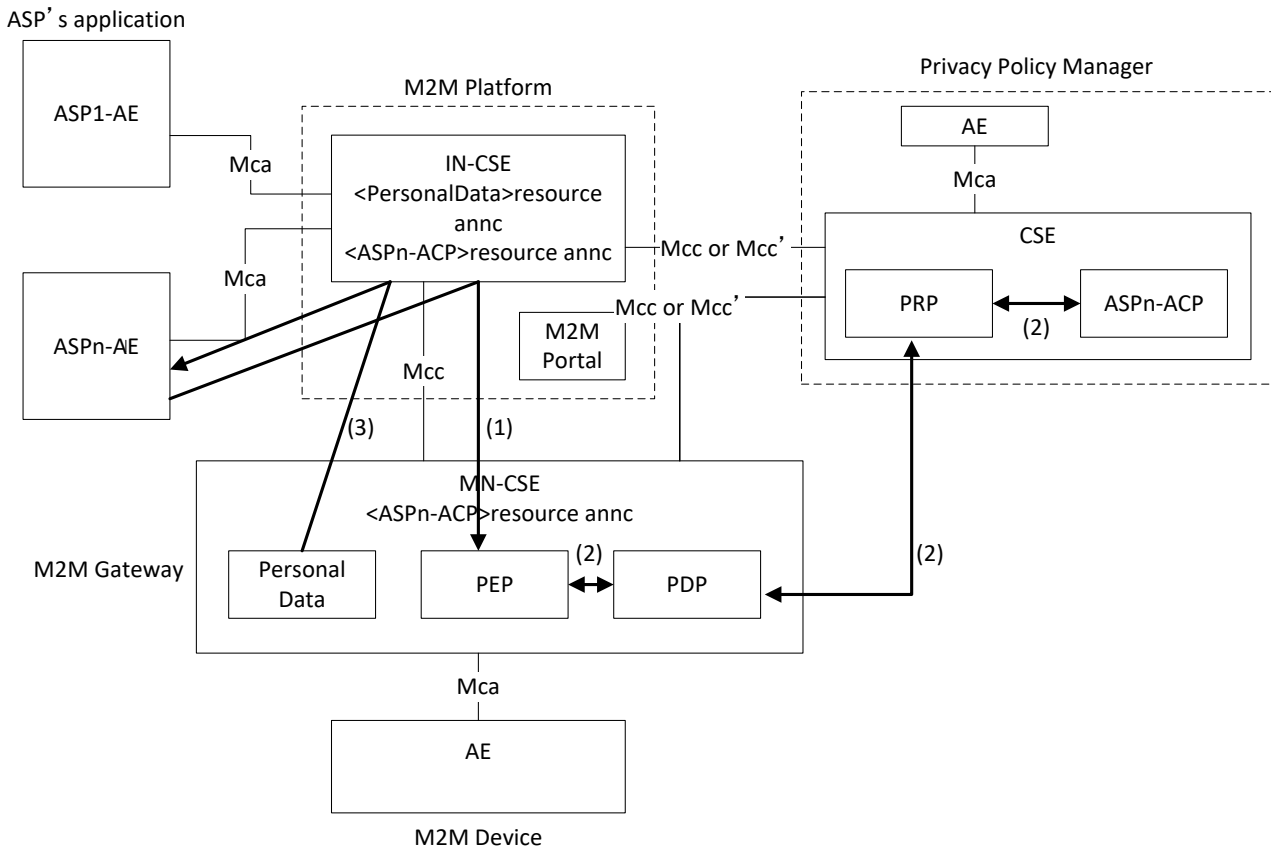 ASP’s application
ASP1-AE
Mca
M2M Platform
IN-CSE
<PersonalData>resource
annc
<ASPn-ACP>resource annc
Privacy Policy Manager
AE
Mca
CSE
PRP
(2)
ASPn-ACP
Mcc or Mcc’
Mcc or Mcc’
Mca
ASPn-AE
M2M
Portal
Mcc
(3)
(1)
MN-CSE
<ASPn-ACP>resource annc
M2M Gateway
Personal
Data
PEP
(2)
PDP
(2)
Mca
AE
M2M Device